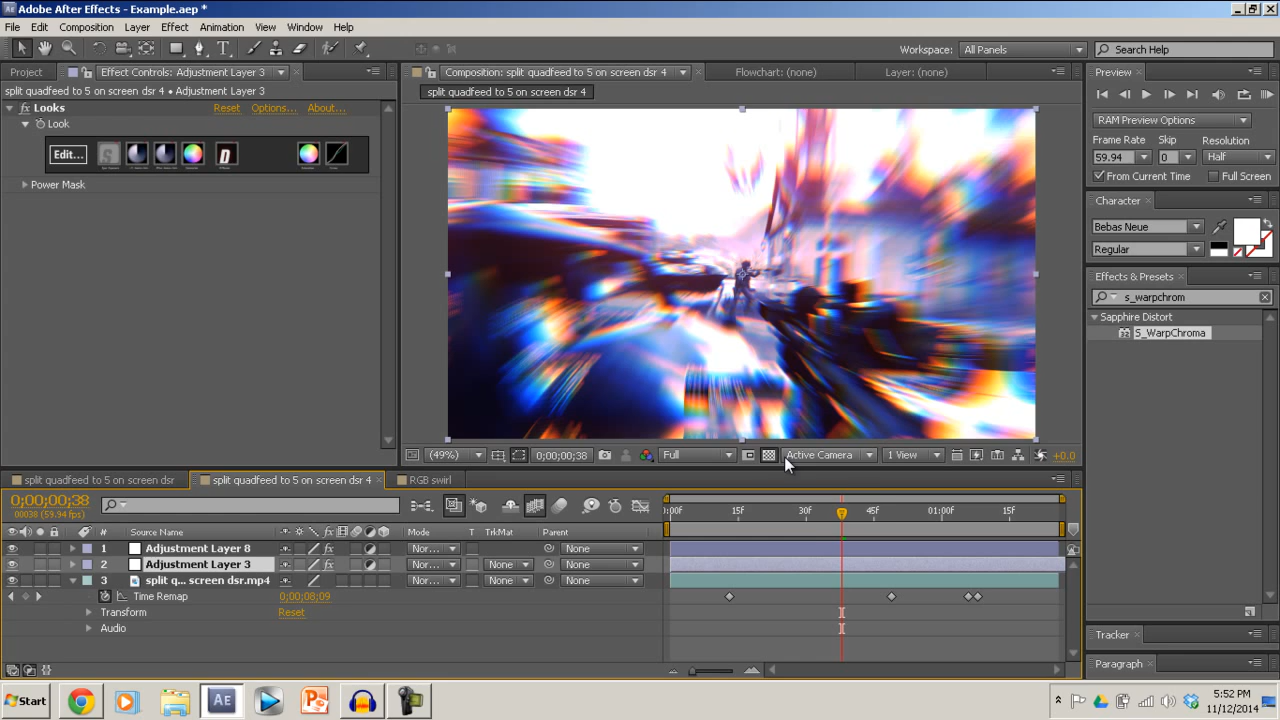 Adobe After Effects - Example.aep *
File Edit Composition Layer Effect Animation View Window Help
Workspace: All Panels Search Help
Project Effect Controls: Adjustment Layer 3 Composition: split quadfeed to 5 on screen dsr 4 Flowchart: (none) Layer: (none) Preview
split quadfeed to 5 on screen dsr 4 • Adjustment Layer 3 split quadfeed to 5 on screen dsr 4
Looks Reset Options... About...
Look
Edit...
Power Mask
RAM Preview Options
Frame Rate Skip Resolution
59.94 0 Half
From Current Time Full Screen
Character
Bebas Neue
Regular
Effects & Presets
s_warpchrom
Sapphire Distort
S_WarpChroma
(49%) 0;00;00;38 Full Active Camera 1 View +0.0
split quadfeed to 5 on screen dsr split quadfeed to 5 on screen dsr 4 RGB swirl
0;00;00;38
00038 (59.94 fps)
):00F 15F 30F 45F 01:00F 15F
# Source Name Mode T TrkMat Parent
1 Adjustment Layer 8 Nor... None
2 Adjustment Layer 3 Nor... None None
3 split q... screen dsr.mp4 Nor... None None
Time Remap 0;00;08;09
Transform Reset
Audio
Tracker
Paragraph
Start Ae 5:52 PM
11/12/2014